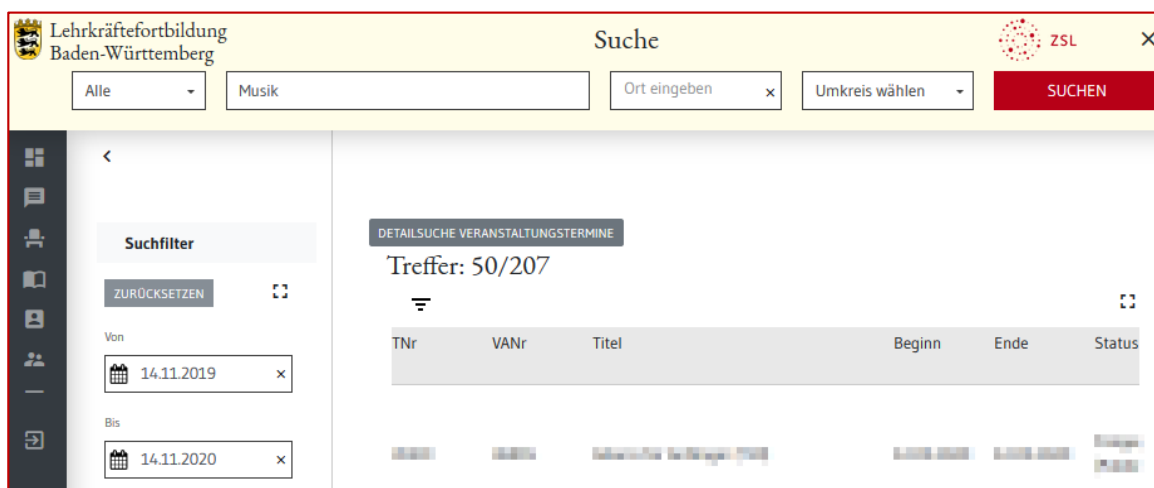 Lehrkräftefortbildung
Baden-Württemberg
Suche
ZSL
Alle
Musik
Ort eingeben
Umkreis wählen
SUCHEN
Suchfilter
ZURÜCKSETZEN
Von
14.11.2019
Bis
14.11.2020
DETAILSUCHE VERANSTALTUNGSTERMINE
Treffer: 50/207
TNr VANr Titel Beginn Ende Status